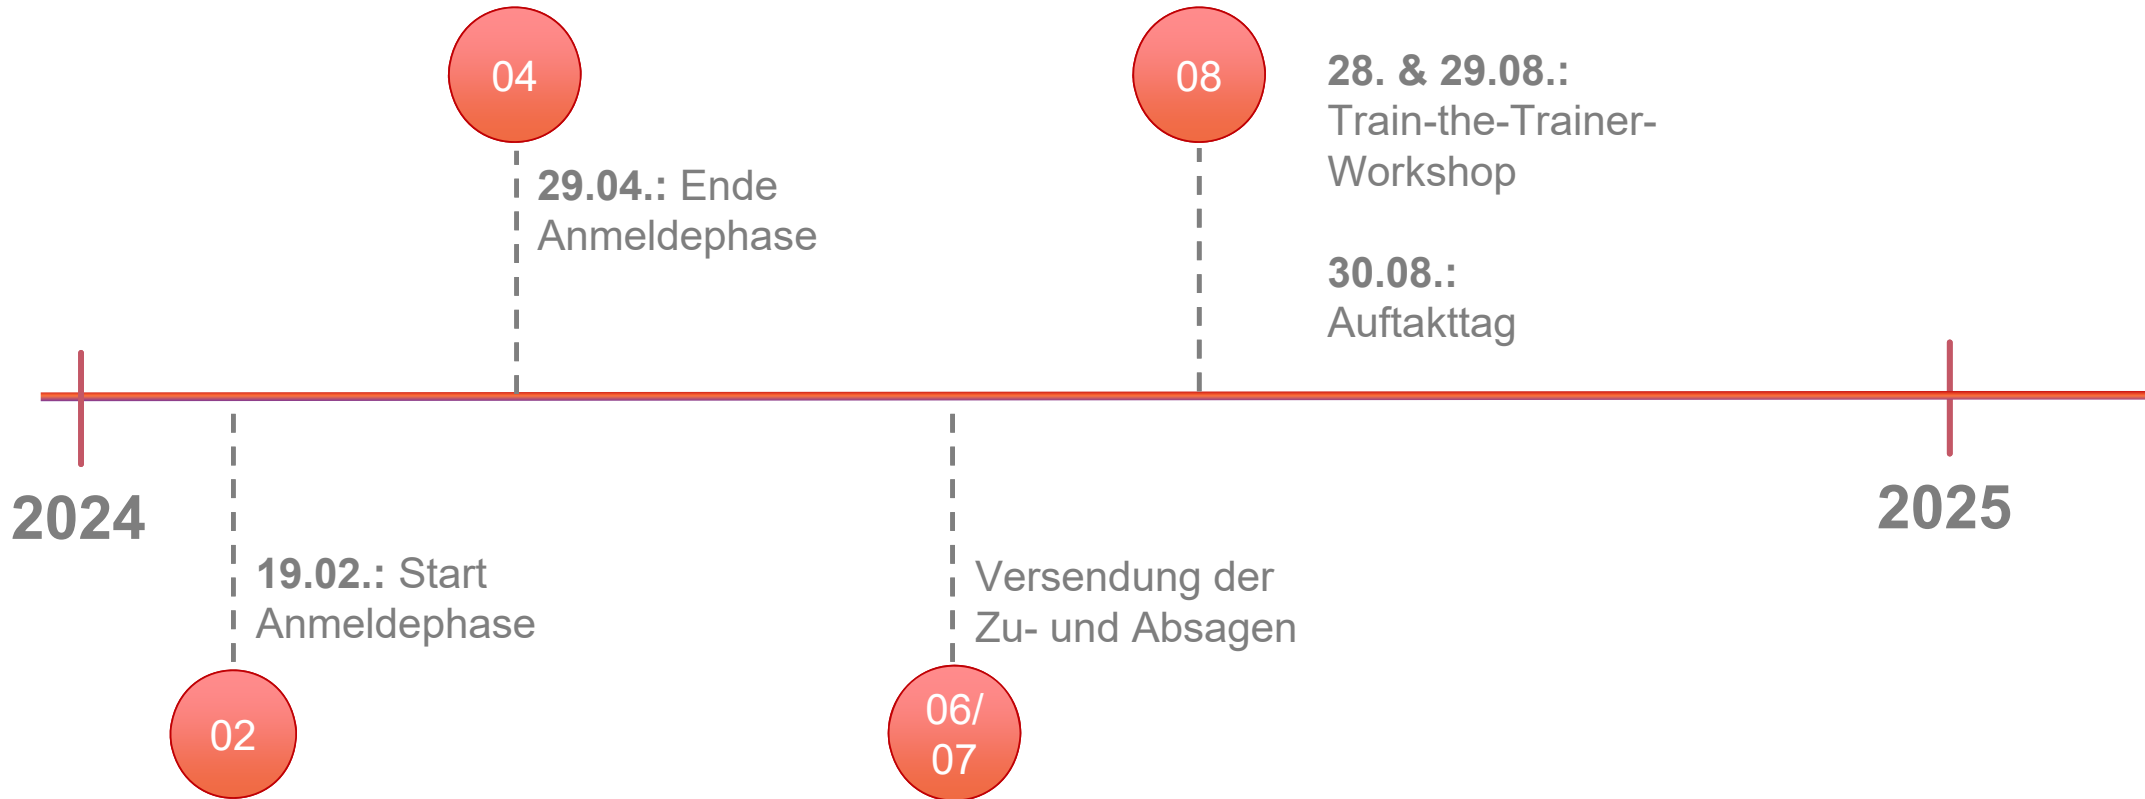 04
29.04.: Ende
Anmeldephase
08
28. & 29.08.:
Train-the-Trainer-
Workshop
30.08.:
Auftakttag
2024
2025
19.02.: Start
Anmeldephase
02
Versendung der
Zu- und Absagen
06/
07